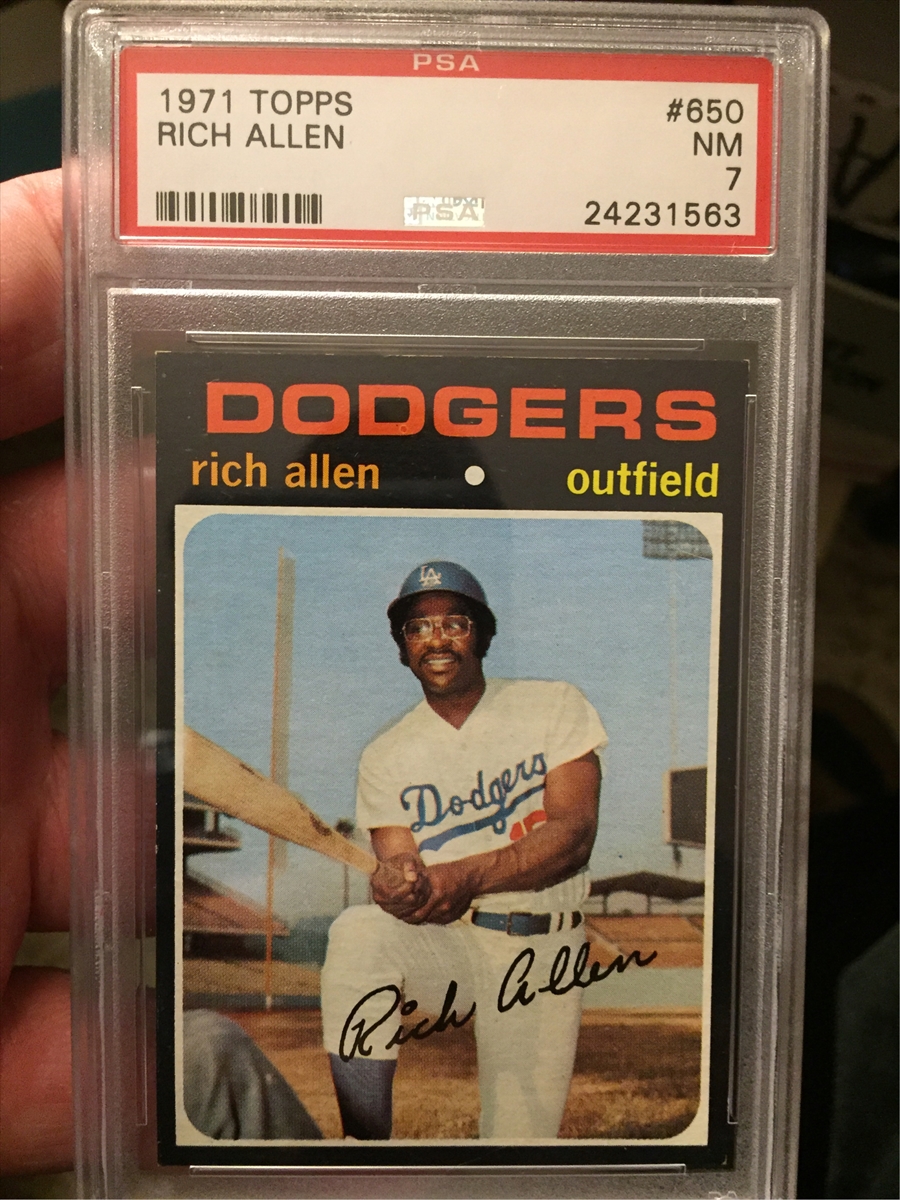 PSA
1971 TOPPS #650
RICH ALLEN NM
7
PSA 24231563
DODGERS
rich allen outfield
LA
Dodgers
Rich Allen